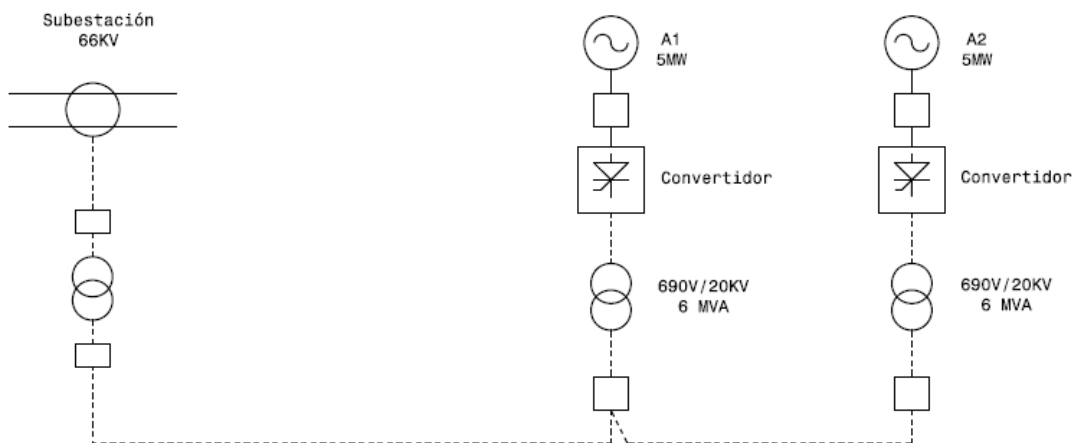 Subestación
66KV
A1
5MW
A2
5MW
Convertidor
Convertidor
690V/20KV
6 MVA
690V/20KV
6 MVA